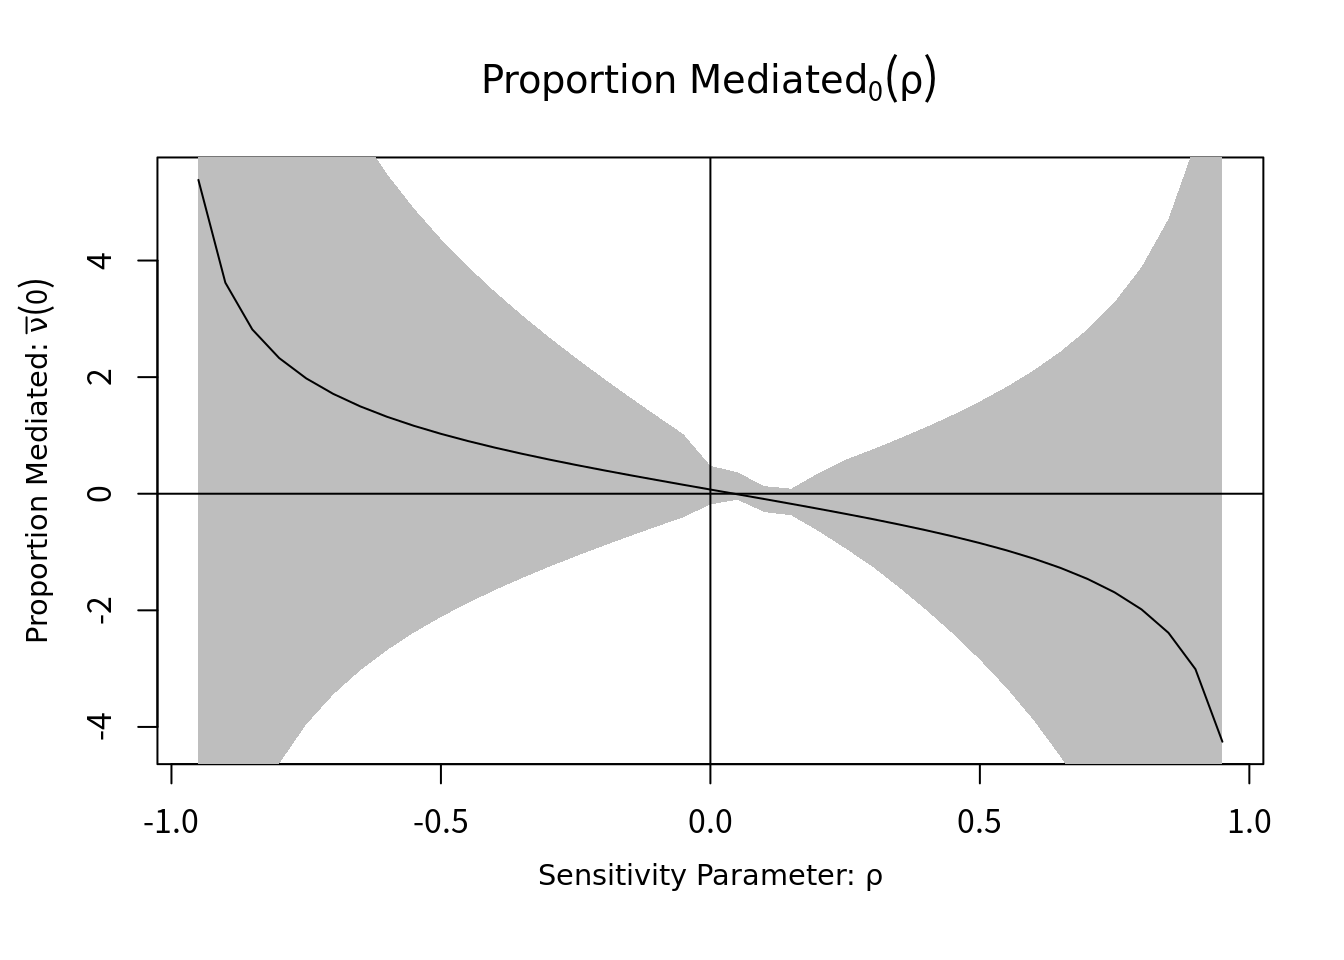 Proportion Mediated₀(ρ)
Proportion Mediated: ν̅(0)
4
2
0
-2
-4
-1.0 -0.5 0.0 0.5 1.0
Sensitivity Parameter: ρ